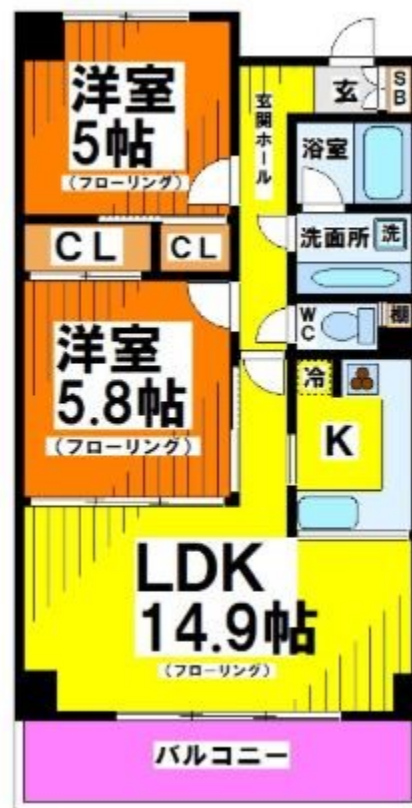 洋室
5帖
(フローリング)
玄関ホール
玄
SB
浴室
洗面所
洗
CL
CL
WC
棚
洋室
5.8帖
(フローリング)
冷
K
LDK
14.9帖
(フローリング)
バルコニー